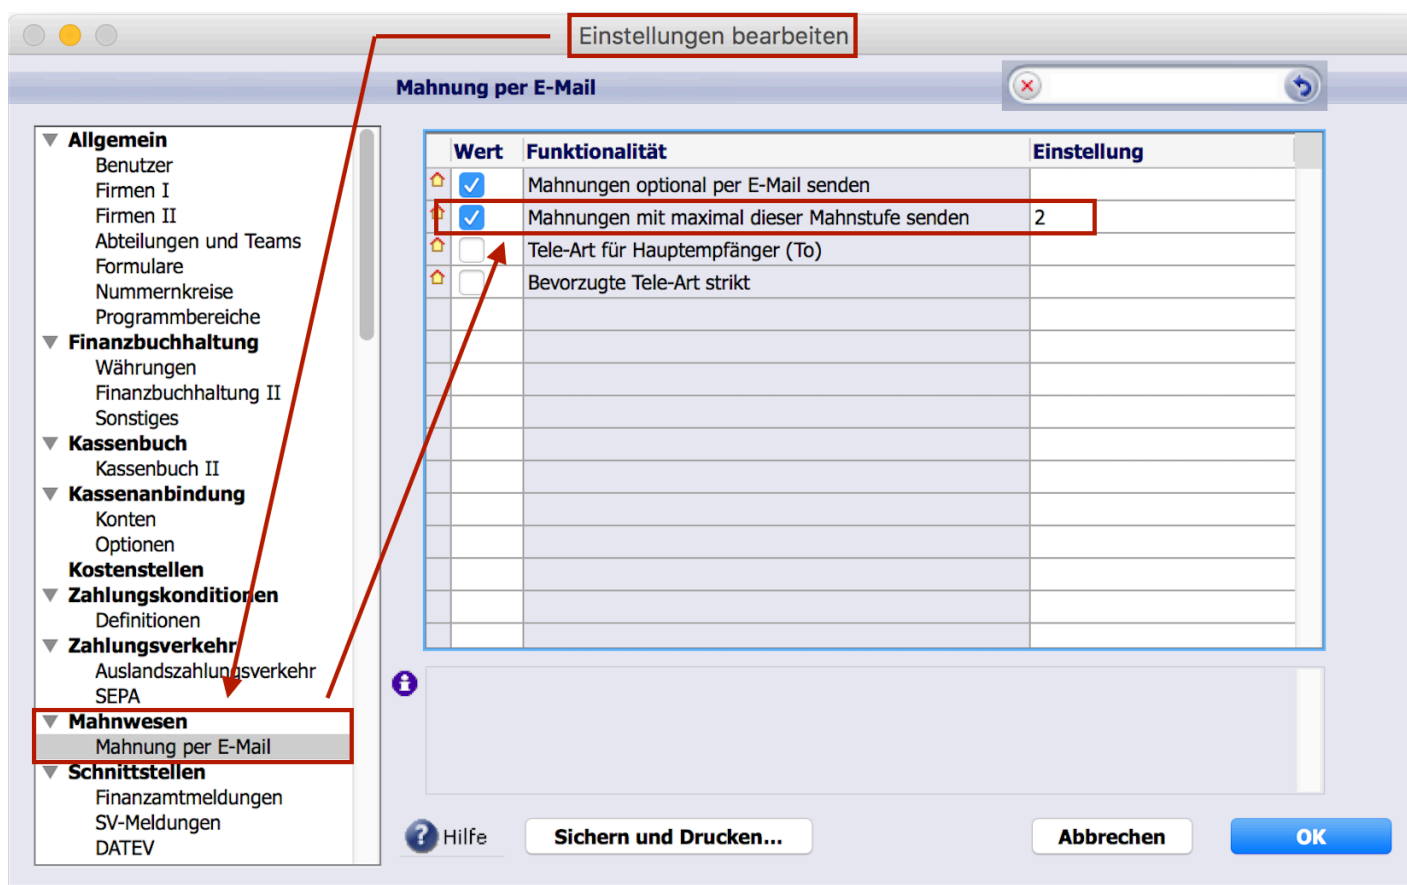 Einstellungen bearbeiten
Mahnung per E-Mail
Allgemein
Benutzer
Firmen I
Firmen II
Abteilungen und Teams
Formulare
Nummernkreise
Programmbereiche
Finanzbuchhaltung
Währungen
Finanzbuchhaltung II
Sonstiges
Kassenbuch
Kassenbuch II
Kassenanbindung
Konten
Optionen
Kostenstellen
Zahlungskonditionen
Definitionen
Zahlungsverkehr
Auslandszahlungsverkehr
SEPA
Mahnwesen
Mahnung per E-Mail
Schnittstellen
Finanzamtmeldungen
SV-Meldungen
DATEV
Wert Funktionalität Einstellung
Mahnungen optional per E-Mail senden
Mahnungen mit maximal dieser Mahnstufe senden 2
Tele-Art für Hauptempfänger (To)
Bevorzugte Tele-Art strikt
? Hilfe Sichern und Drucken... Abbrechen OK